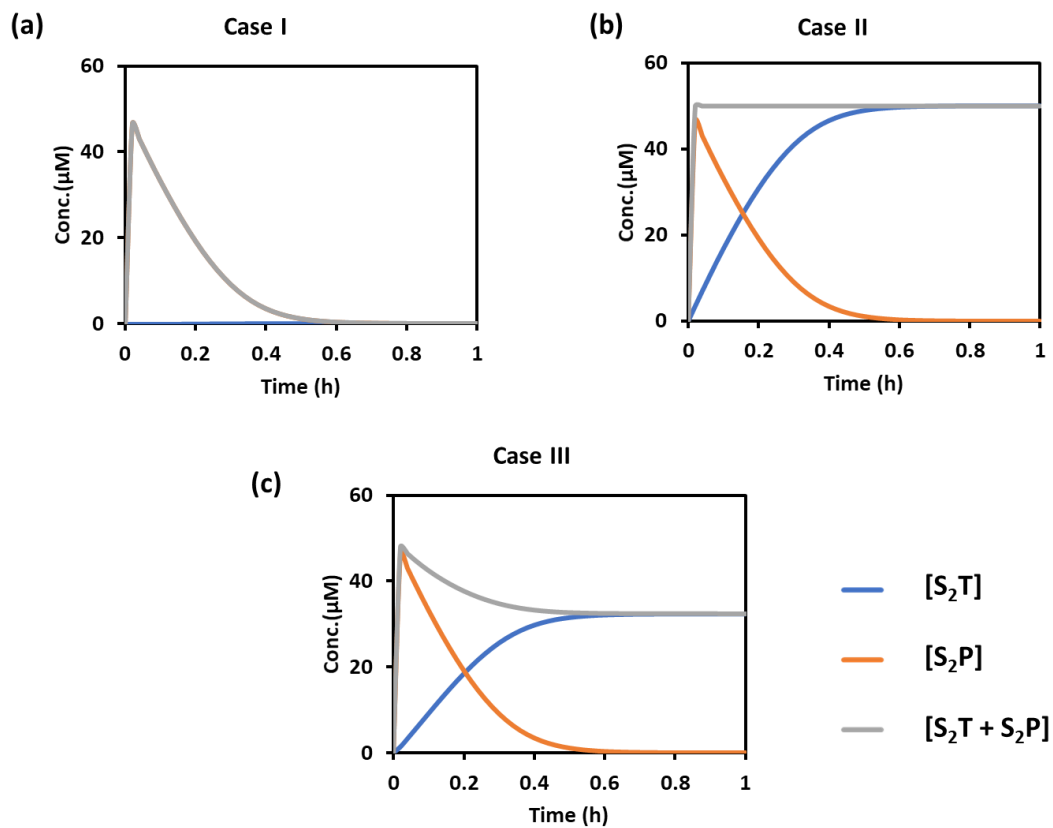 (a)
Case I
60
40
20
0
Conc.(µM)
0 0.2 0.4 0.6 0.8 1
Time (h)
(b)
Case II
60
40
20
0
Conc.(µM)
0 0.2 0.4 0.6 0.8 1
Time (h)
(c)
Case III
60
40
20
0
Conc.(µM)
0 0.2 0.4 0.6 0.8 1
Time (h)
[S₂T]
[S₂P]
[S₂T + S₂P]